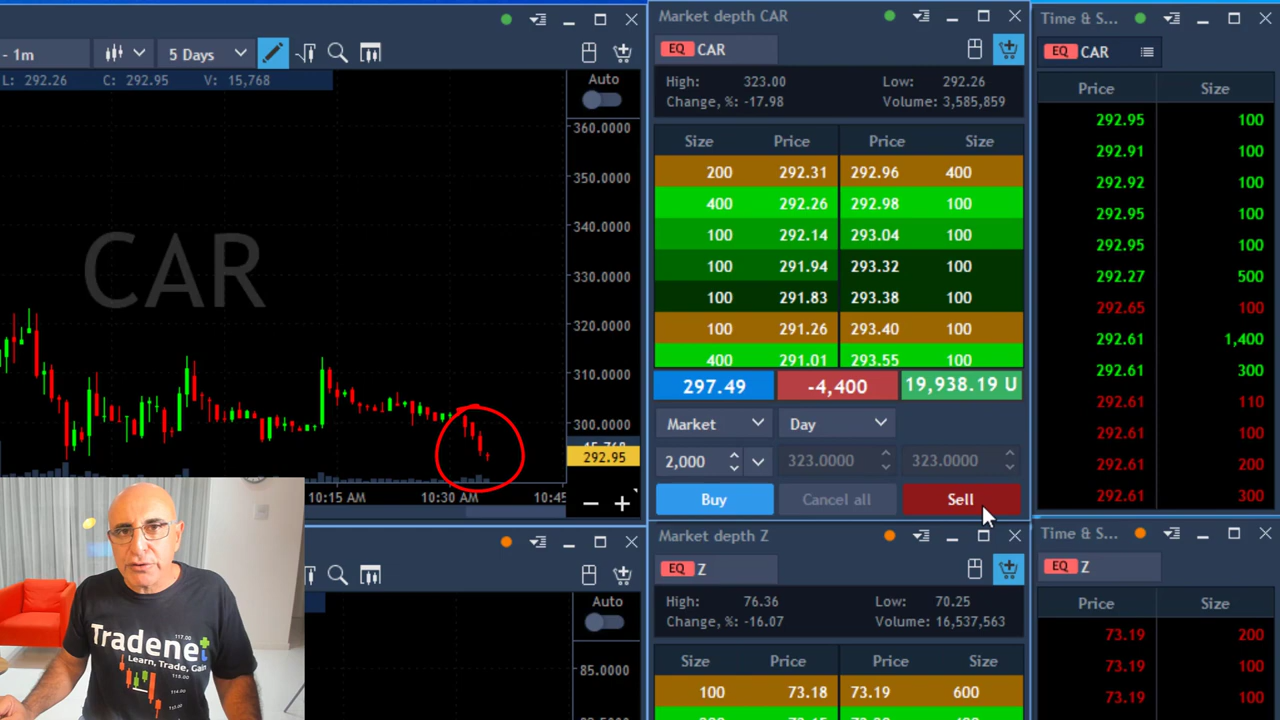 - 1m
5 Days
L: 292.26 C: 292.95 V: 15,768
Auto
360.0000
350.0000
340.0000
330.0000
320.0000
310.0000
300.0000
292.95
CAR
10:15 AM
10:30 AM
10:45
Market depth CAR
EQ CAR
High: 323.00 Low: 292.26
Change, %: -17.98 Volume: 3,585,859
Size Price Price Size
200 292.31 292.96 400
400 292.26 292.98 100
100 292.14 293.04 100
100 291.94 293.32 100
100 291.83 293.38 100
100 291.26 293.40 100
400 291.01 293.55 100
297.49 -4,400 19,938.19 U
Market Day
2,000 323.0000 323.0000
Buy Cancel all Sell
Time & S...
EQ CAR
Price Size
292.95 100
292.91 100
292.92 100
292.95 100
292.95 100
292.27 500
292.65 100
292.61 1,400
292.61 300
292.61 110
292.61 100
292.61 200
292.61 300
Auto
85.0000
Market depth Z
EQ Z
High: 76.36 Low: 70.25
Change, %: -16.07 Volume: 16,537,563
Size Price Price Size
100 73.18 73.19 600
Time & S...
EQ Z
Price Size
73.19 200
73.19 100
73.19 100
Tradenet
Learn, Trade, Gain